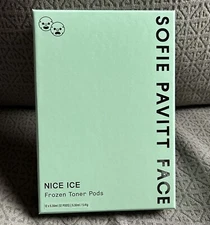 SOFIE PAVITT FACE
NICE ICE
Frozen Toner Pods